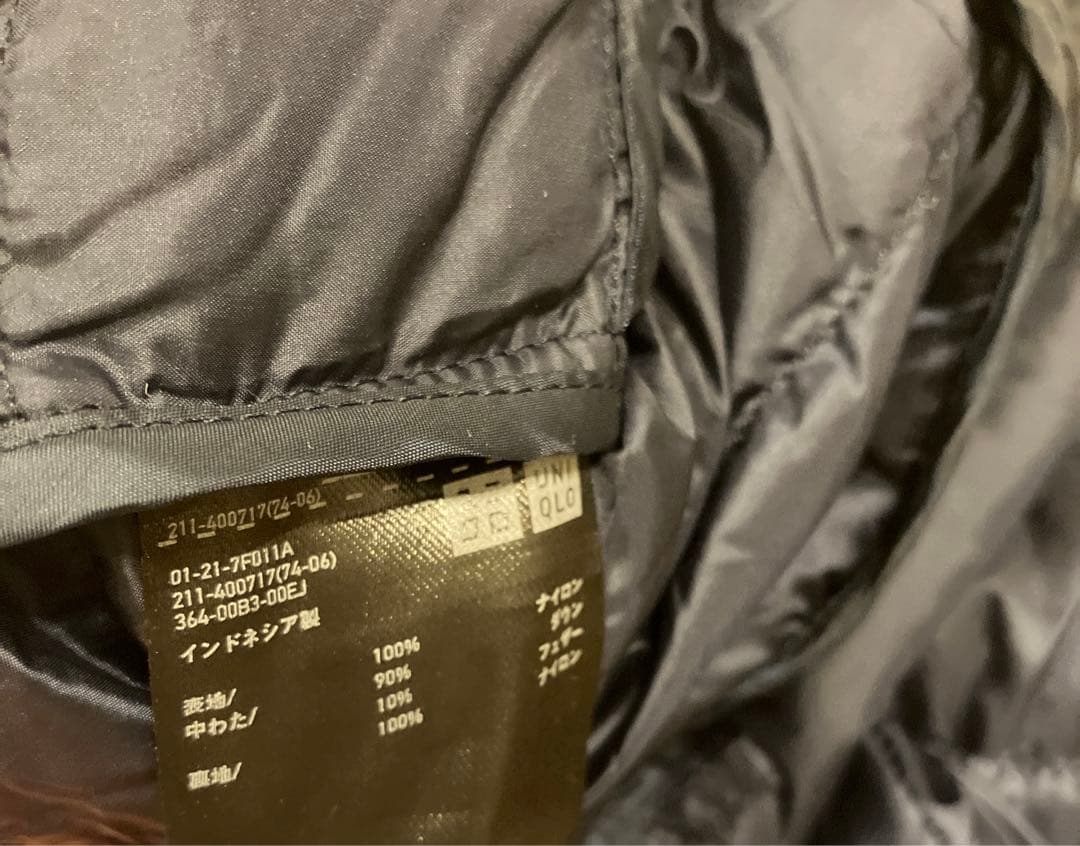 UNI
QLO
211-400717(74-06)
01-21-7F011A
211-400717(74-06)
364-00B3-00EJ
インドネシア製
表地/ 100% ナイロン
中わた/ 90% ダウン
10% フェザー
裏地/ 100% ナイロン